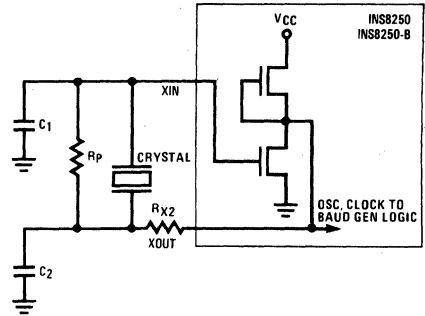 INS8250
INS8250-B
VCC
XIN
C1
RP
CRYSTAL
RX2
XOUT
OSC, CLOCK TO
BAUD GEN LOGIC
C2